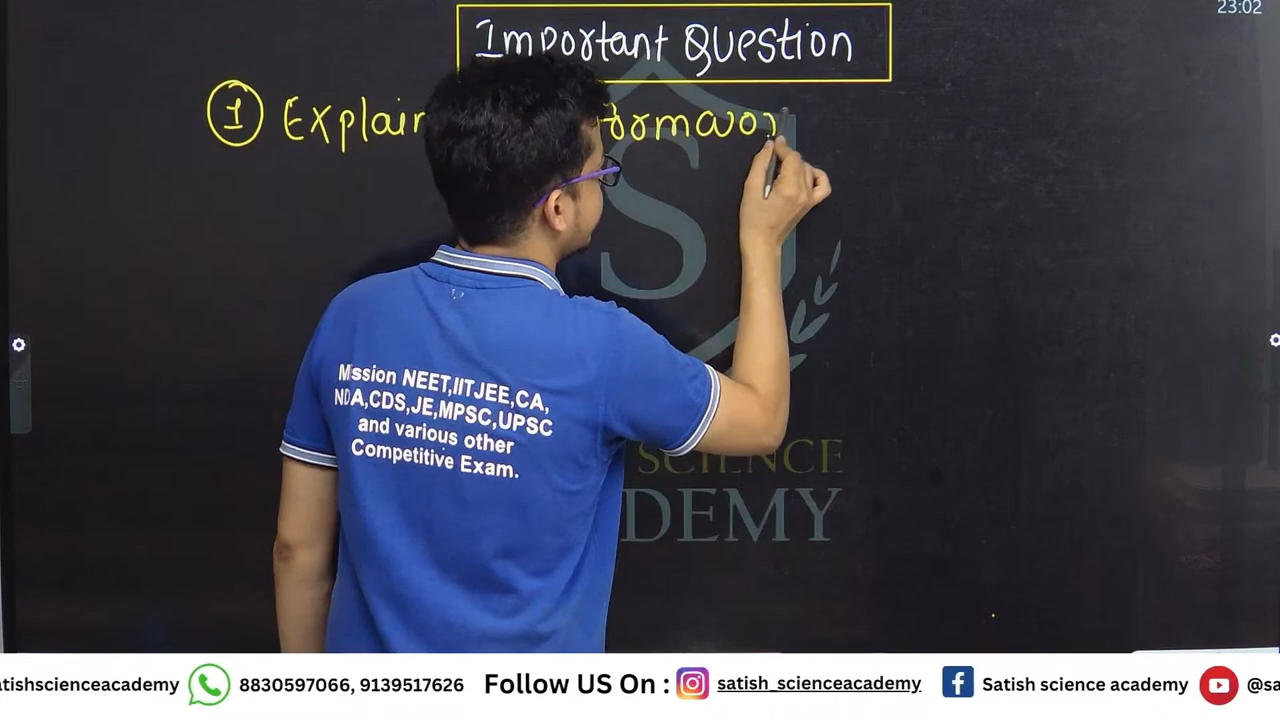 23:02
Important Question
1 Explain
Mission NEET,IITJEE,CA,
NDA,CDS,JE,MPSC,UPSC
and various other
Competitive Exam.
S
SCIENCE
DEMY
atishscienceacademy 8830597066, 9139517626 Follow US On : satish_scienceacademy Satish science academy @sa